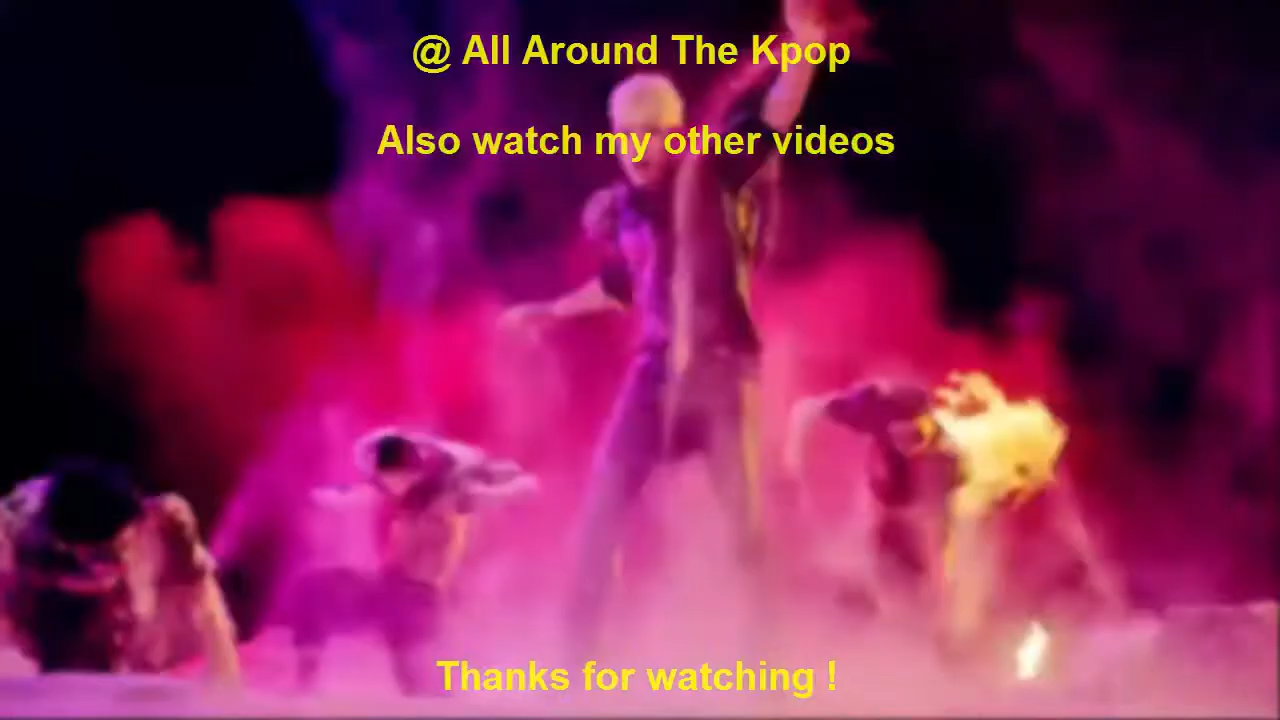 @ All Around The Kpop
Also watch my other videos
Thanks for watching !